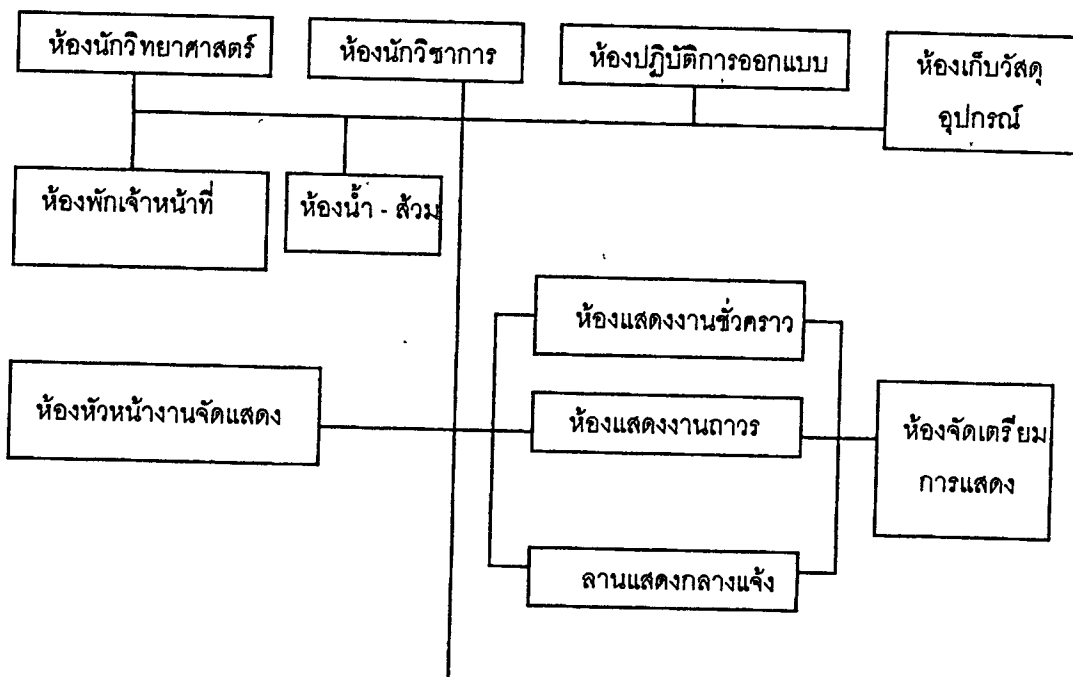 ห้องนักวิทยาศาสตร์
ห้องนักวิชาการ
ห้องปฏิบัติการออกแบบ
ห้องเก็บวัสดุ
อุปกรณ์
ห้องพักเจ้าหน้าที่
ห้องน้ำ - ส้วม
ห้องแสดงงานชั่วคราว
ห้องหัวหน้างานจัดแสดง
ห้องแสดงงานถาวร
ห้องจัดเตรียม
การแสดง
ลานแสดงกลางแจ้ง